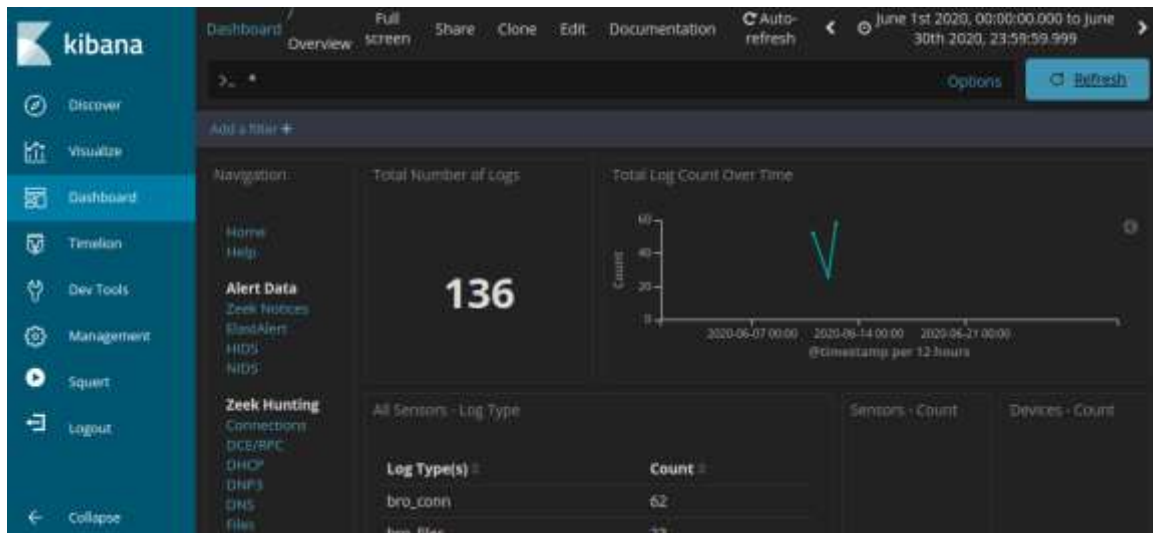 kibana
Discover
Visualize
Dashboard
Timelion
Dev Tools
Management
Squert
Logout
Collapse
Dashboard / Overview
Full screen
Share
Clone
Edit
Documentation
Auto-refresh
June 1st 2020, 00:00:00.000 to June 30th 2020, 23:59:59.999
>_ *
Options
Refresh
Add a filter +
Navigation
Home
Help
Alert Data
Zeek Notices
ElastAlert
HIDS
NIDS
Zeek Hunting
Connections
DCE/RPC
DHCP
DNP3
DNS
Files
Total Number of Logs
136
Total Log Count Over Time
Count
60
40
20
0
2020-06-07 00:00
2020-06-14 00:00
2020-06-21 00:00
@timestamp per 12 hours
All Sensors - Log Type
Log Type(s)
Count
bro_conn
62
bro_files
Sensors - Count
Devices - Count